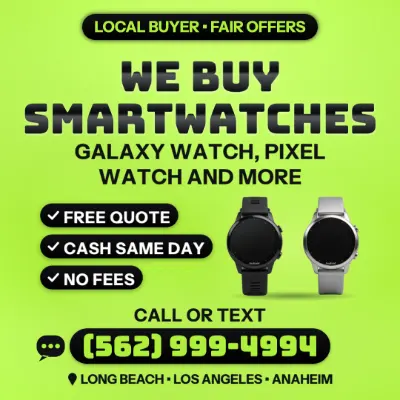 LOCAL BUYER • FAIR OFFERS
WE BUY
SMARTWATCHES
GALAXY WATCH, PIXEL
WATCH AND MORE
FREE QUOTE
CASH SAME DAY
NO FEES
CALL OR TEXT
(562) 999-4994
LONG BEACH • LOS ANGELES • ANAHEIM